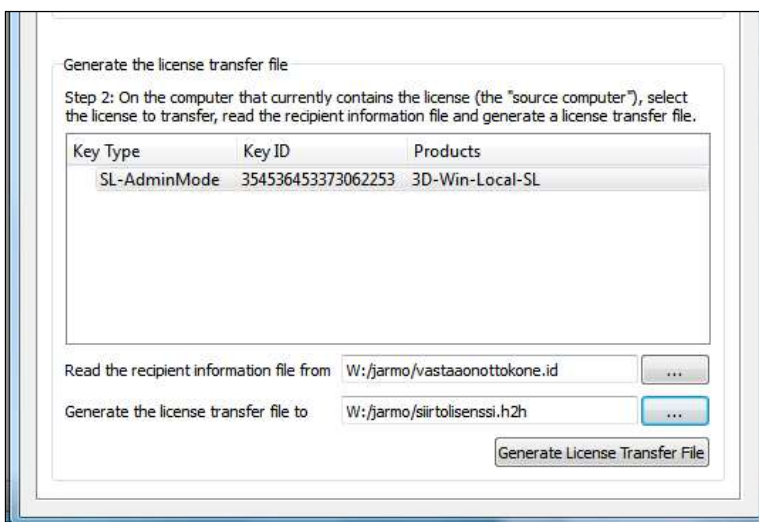 Generate the license transfer file
Step 2: On the computer that currently contains the license (the "source computer"), select
the license to transfer, read the recipient information file and generate a license transfer file.
Key Type Key ID Products
SL-AdminMode 354536453373062253 3D-Win-Local-SL
Read the recipient information file from W:/jarmo/vastaaonottokone.id ...
Generate the license transfer file to W:/jarmo/siirtolisenssi.h2h ...
Generate License Transfer File